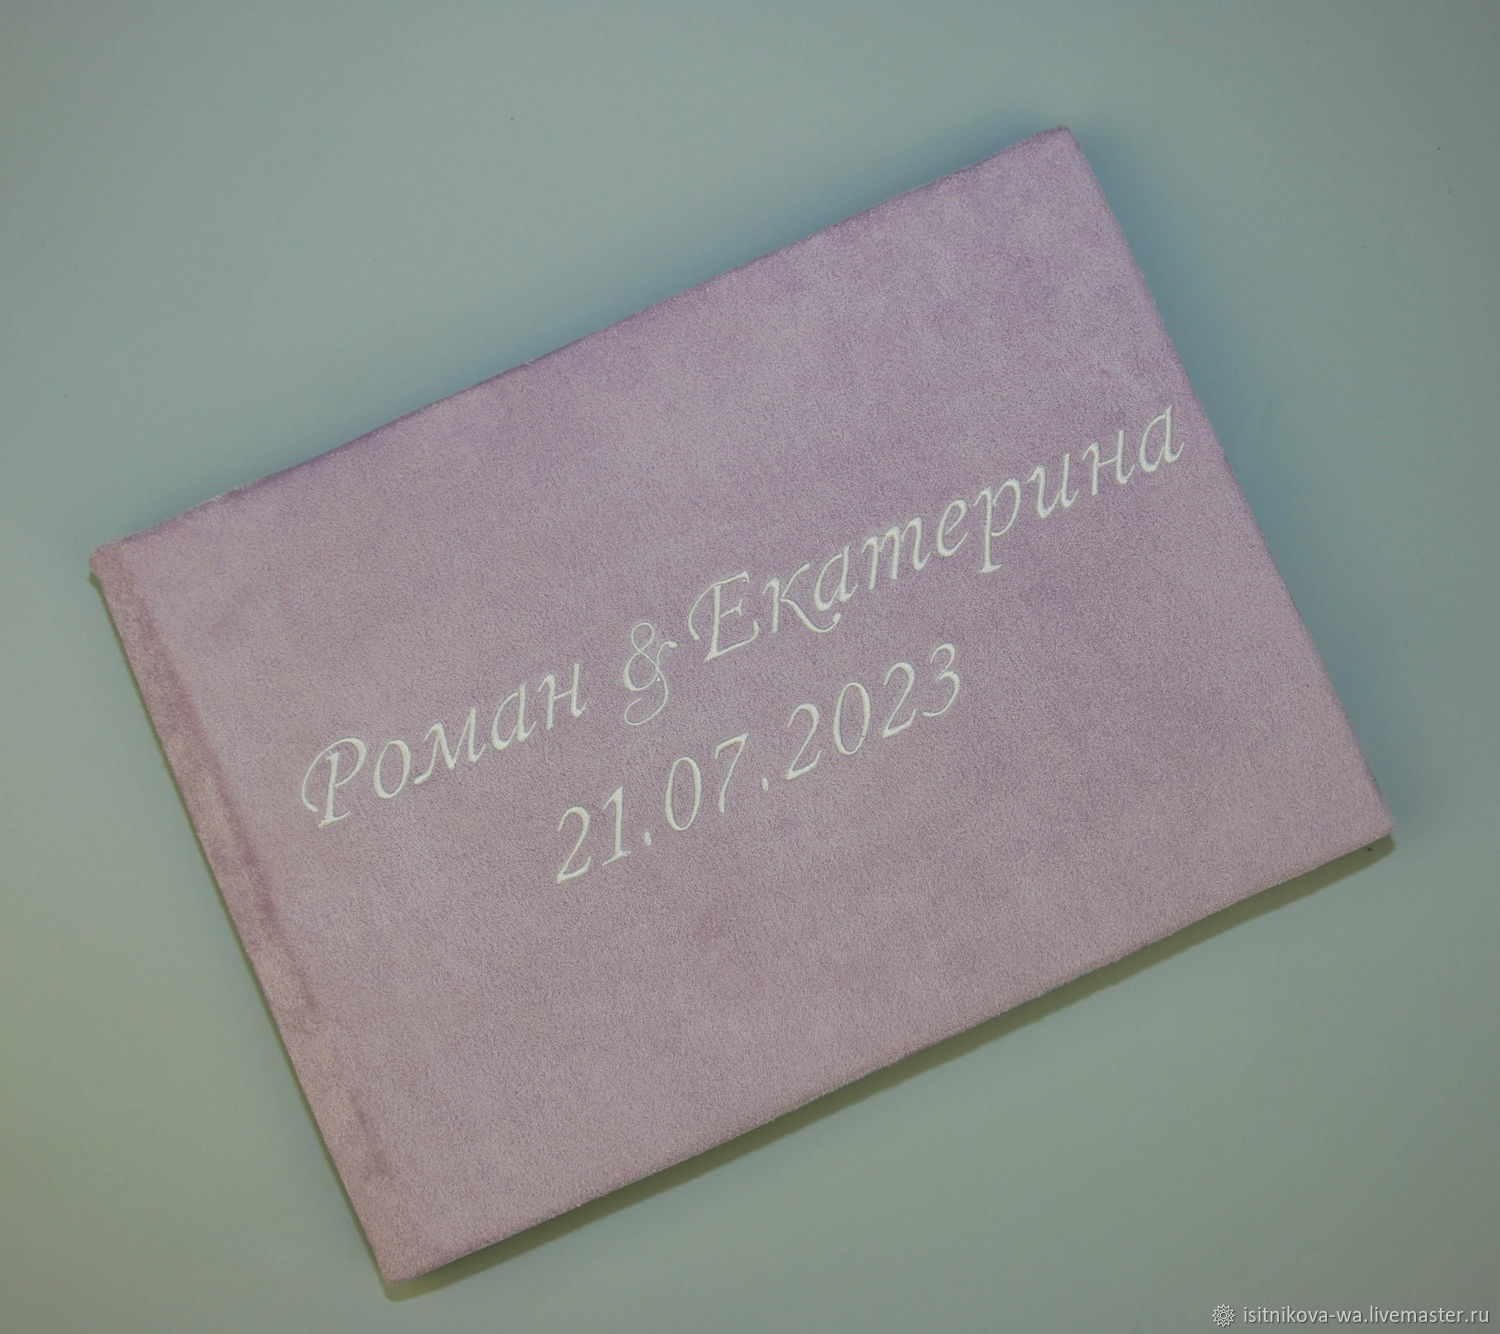 Роман & Екатерина
21.07.2023
isitnikova-wa.livemaster.ru